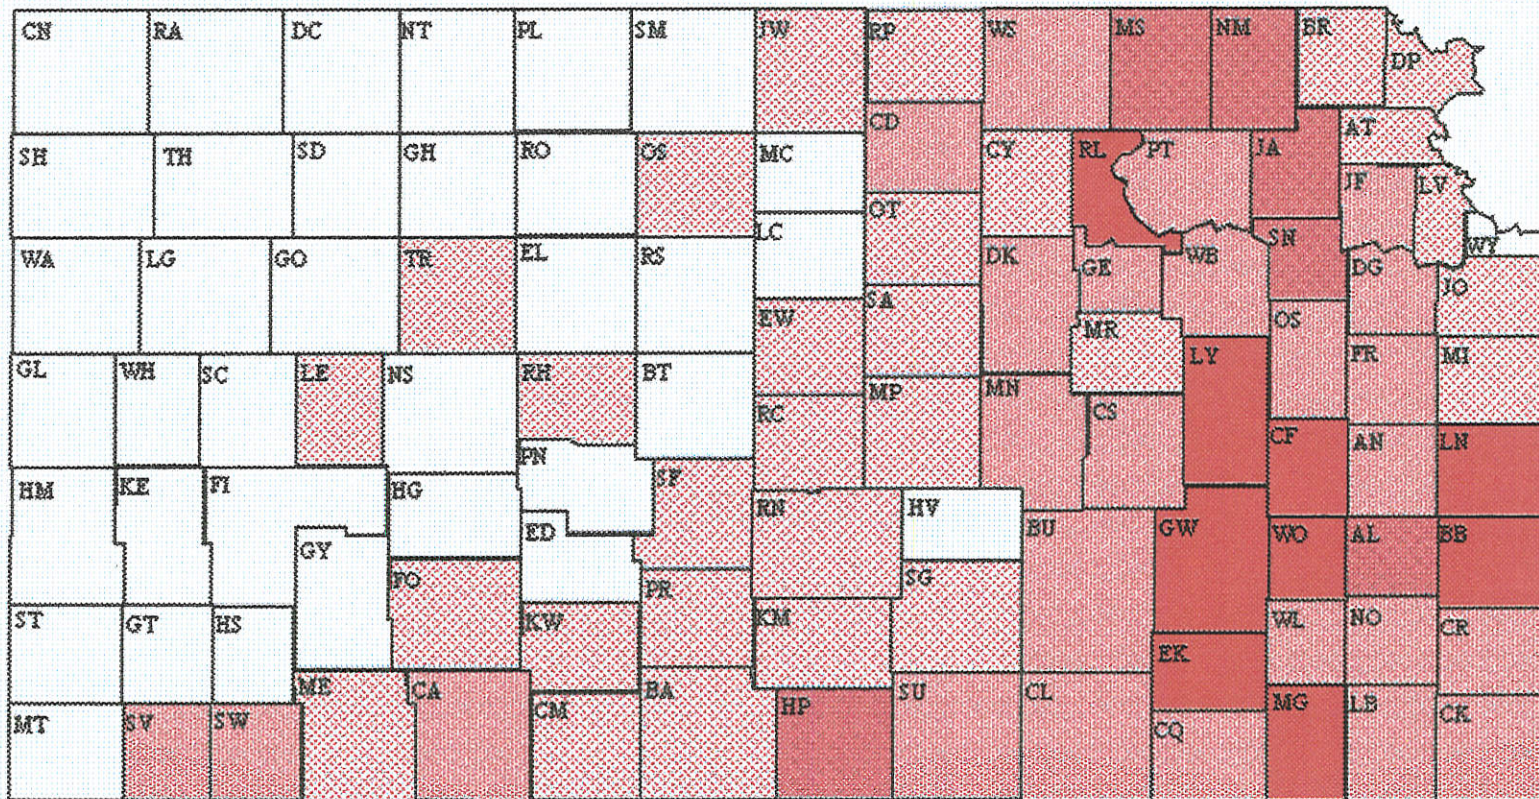 CN RA DC NT PL SM JW RP WS MS NM BR
DP
SH TH SD GH RO OS MC CD CY RL PT JA AT
JF LV
WA LG GO TR EL RS LC OT DK GE WB SN DG WY
JO
EW SA MR OS
GL WH SC LE NS RH BT RC MP MN CS LY FR MI
PN CF AN LN
HM KE FI HG SF RN HV BU GW WO AL BB
GY ED
FO PR SG
ST GT HS KW KM EK WL NO CR
MT SV SW ME CA CM BA HP SU CL CQ MG LB CK